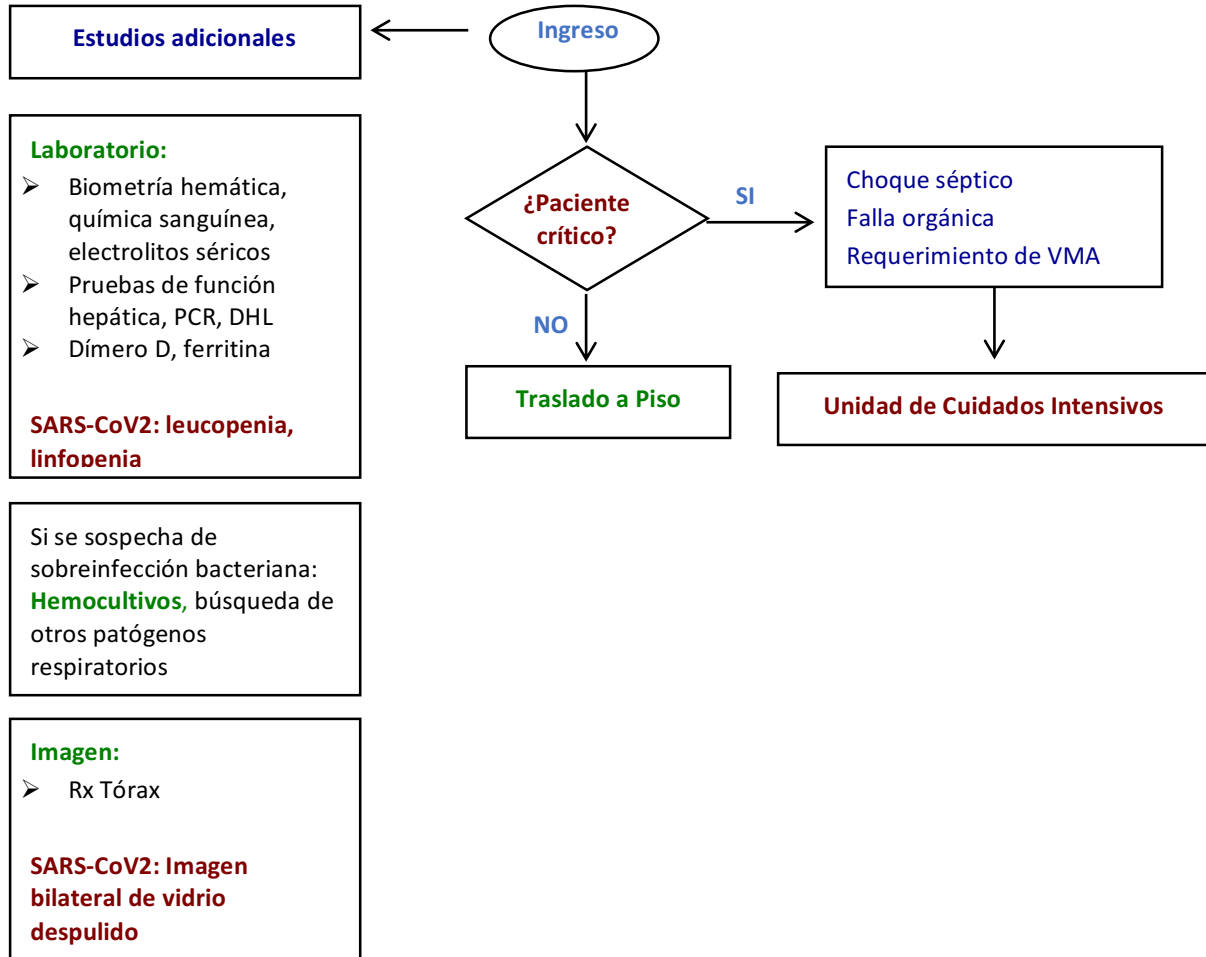 Estudios adicionales
Ingreso
Laboratorio:
➢ Biometría hemática,
química sanguínea,
electrolitos séricos
➢ Pruebas de función
hepática, PCR, DHL
➢ Dímero D, ferritina
SARS-CoV2: leucopenia,
linfopenia
¿Paciente
crítico?
SI
Choque séptico
Falla orgánica
Requerimiento de VMA
NO
Traslado a Piso
Unidad de Cuidados Intensivos
Si se sospecha de
sobreinfección bacteriana:
Hemocultivos, búsqueda de
otros patógenos
respiratorios
Imagen:
➢ Rx Tórax
SARS-CoV2: Imagen
bilateral de vidrio
despulido